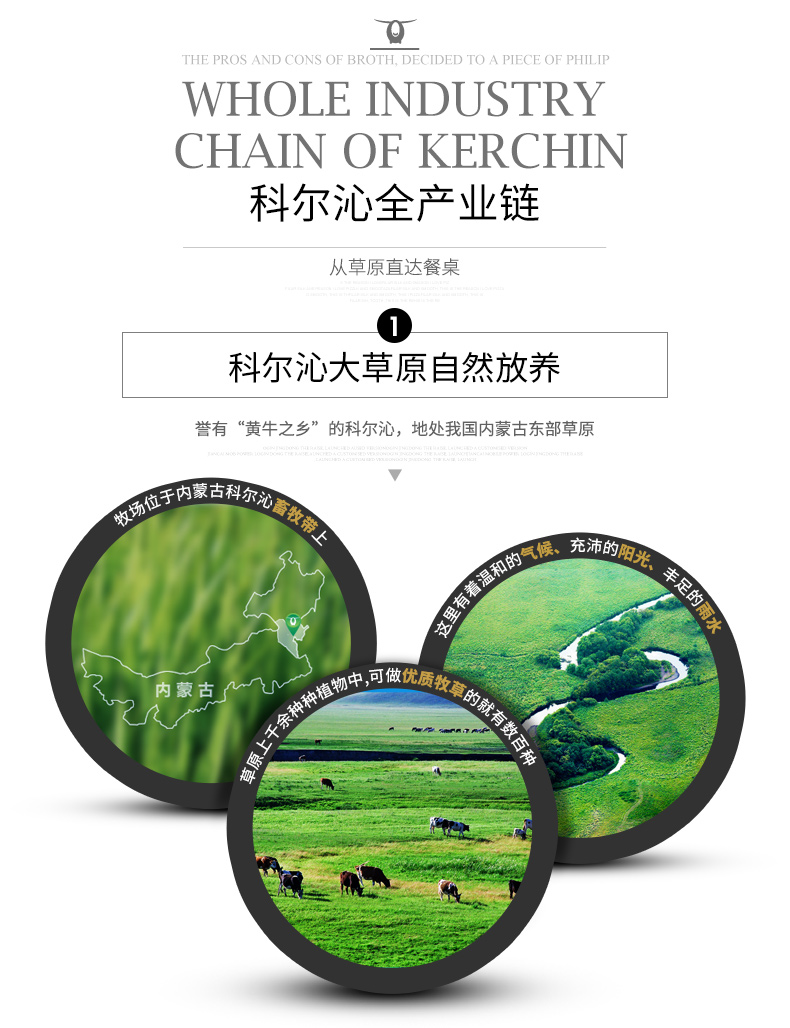 THE PROS AND CONS OF BROTH, DECIDED TO A PIECE OF PHILIP
WHOLE INDUSTRY
CHAIN OF KERCHIN
科尔沁全产业链
从草原直达餐桌
1
科尔沁大草原自然放养
誉有“黄牛之乡”的科尔沁，地处我国内蒙古东部草原
牧场位于内蒙古科尔沁畜牧带上
内蒙古
这里有着温和的气候、充沛的阳光、丰足的雨水
草原上千余种种植物中,可做优质牧草的就有数百种